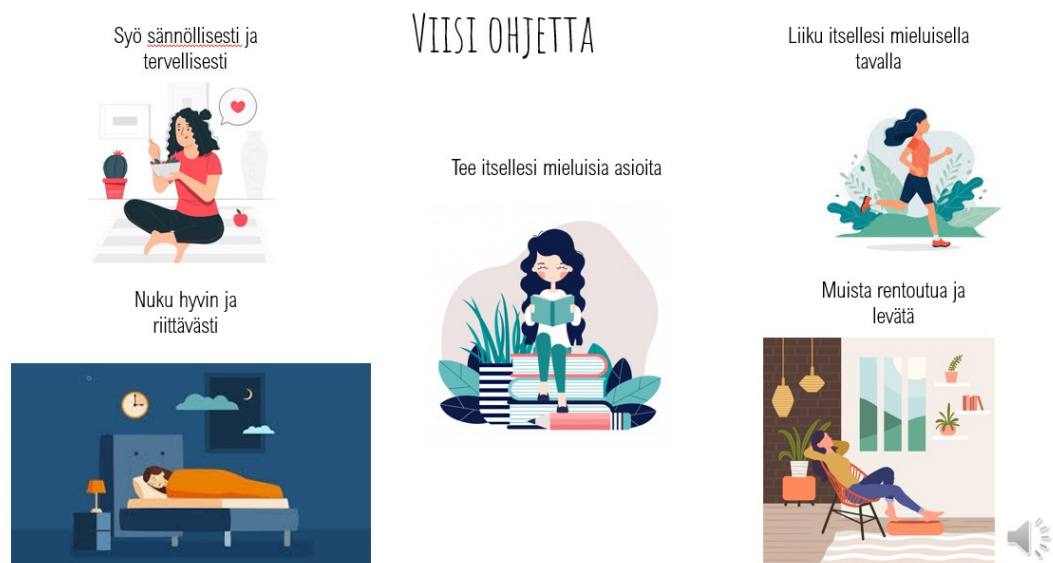 Viisi ohjetta
Syö sännöllisesti ja
tervellisesti
Liiku itsellesi mieluisella
tavalla
Tee itsellesi mieluisia asioita
Nuku hyvin ja
riittävästi
Muista rentoutua ja
levätä